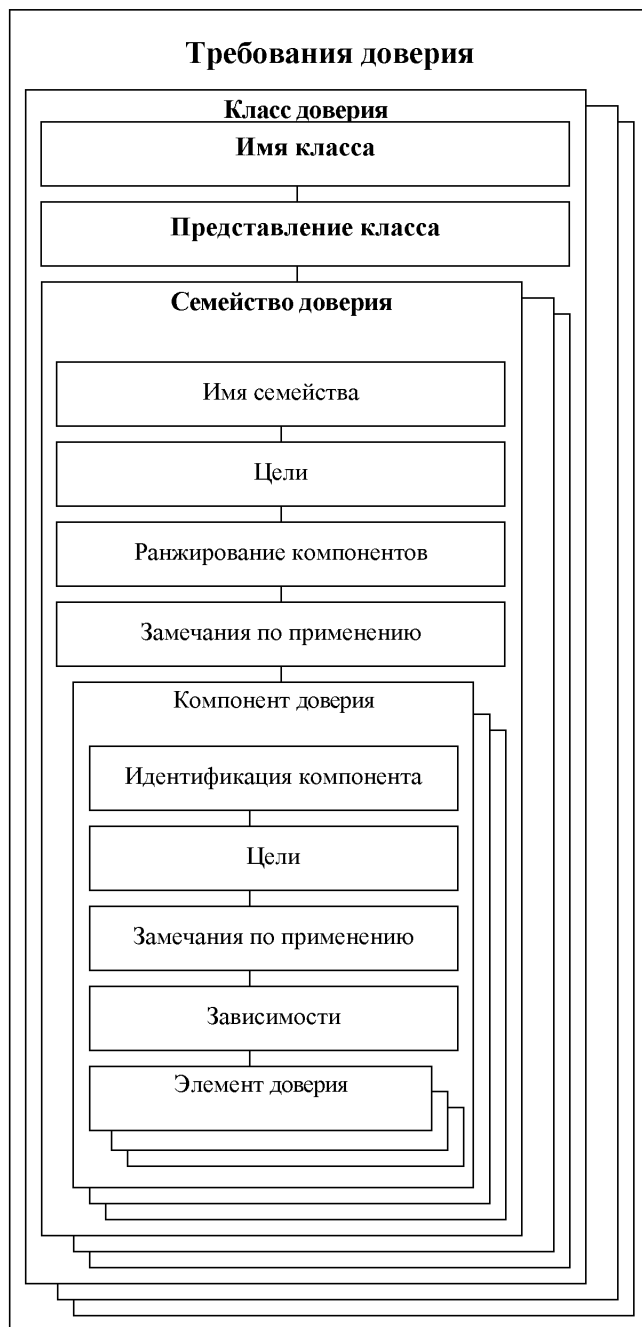 Требования доверия
Класс доверия
Имя класса
Представление класса
Семейство доверия
Имя семейства
Цели
Ранжирование компонентов
Замечания по применению
Компонент доверия
Идентификация компонента
Цели
Замечания по применению
Зависимости
Элемент доверия